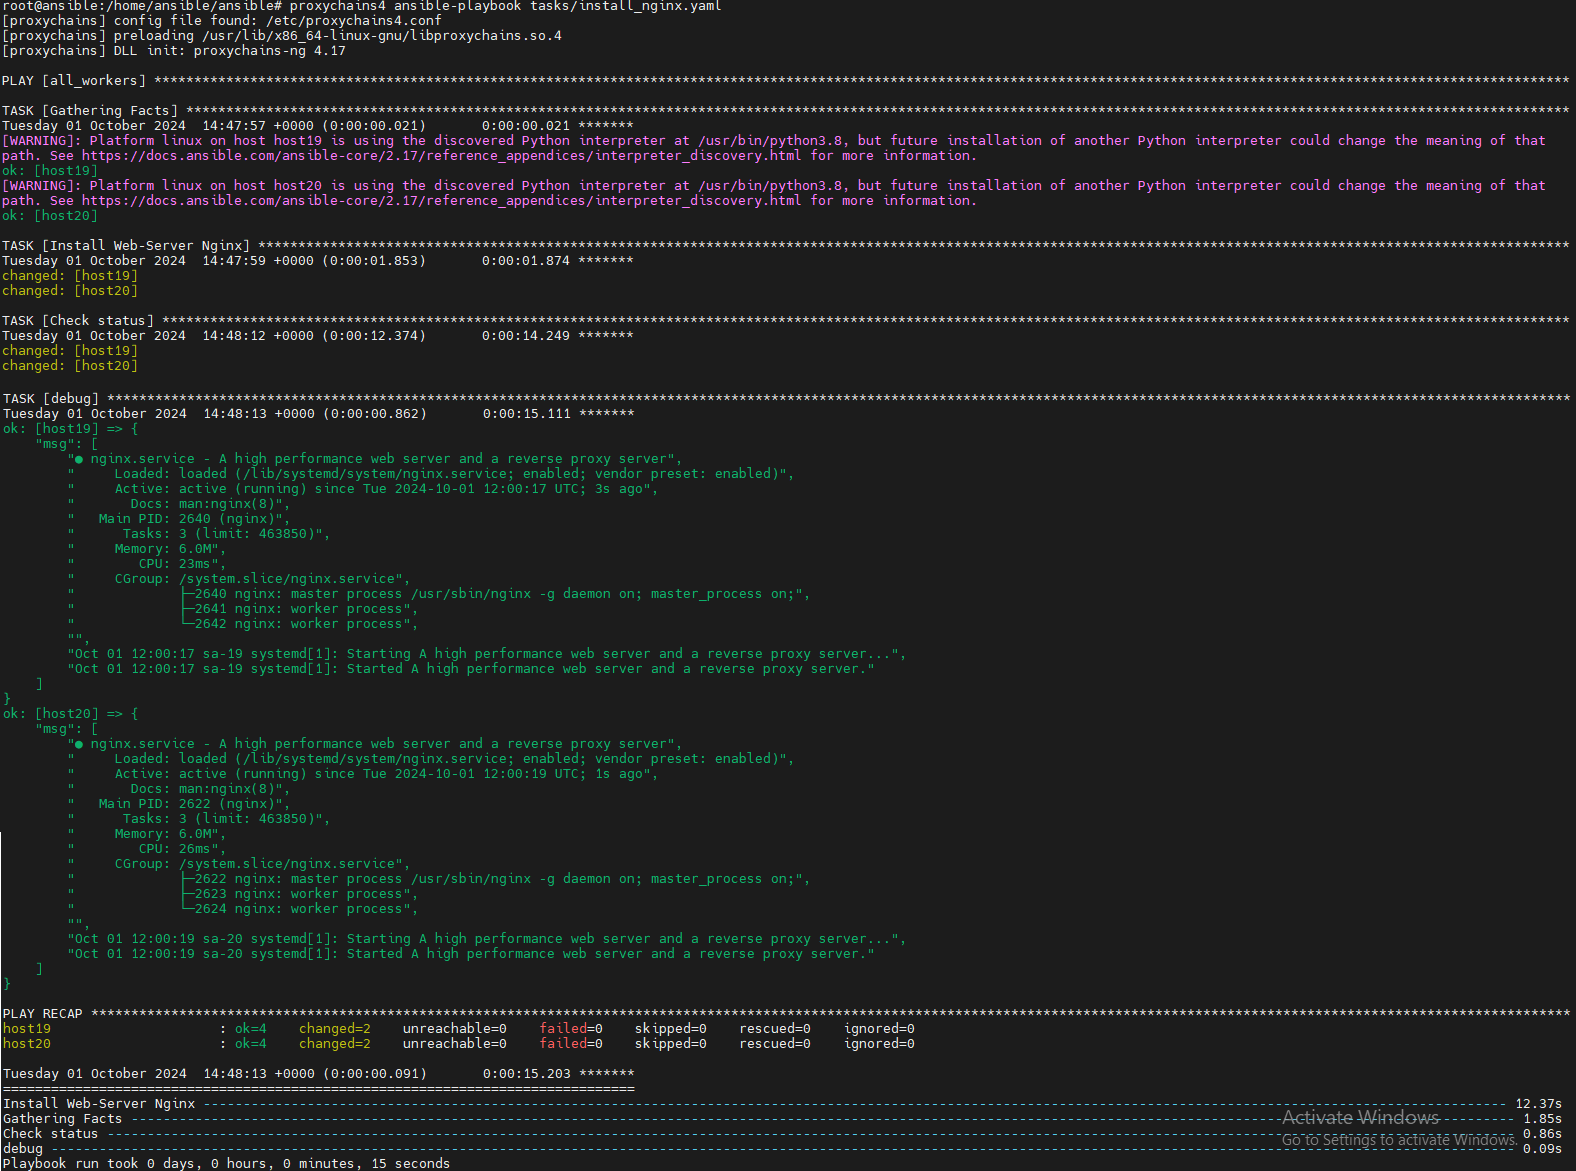 root@ansible:/home/ansible/ansible# proxychains4 ansible-playbook tasks/install_nginx.yaml
[proxychains] config file found: /etc/proxychains4.conf
[proxychains] preloading /usr/lib/x86_64-linux-gnu/libproxychains.so.4
[proxychains] DLL init: proxychains-ng 4.17
PLAY [all_workers] ****************************************************************************************************************************************************************************
TASK [Gathering Facts] ************************************************************************************************************************************************************************
Tuesday 01 October 2024  14:47:57 +0000 (0:00:00.021)       0:00:00.021 *******
[WARNING]: Platform linux on host host19 is using the discovered Python interpreter at /usr/bin/python3.8, but future installation of another Python interpreter could change the meaning of that
path. See https://docs.ansible.com/ansible-core/2.17/reference_appendices/interpreter_discovery.html for more information.
ok: [host19]
[WARNING]: Platform linux on host host20 is using the discovered Python interpreter at /usr/bin/python3.8, but future installation of another Python interpreter could change the meaning of that
path. See https://docs.ansible.com/ansible-core/2.17/reference_appendices/interpreter_discovery.html for more information.
ok: [host20]
TASK [Install Web-Server Nginx] ***************************************************************************************************************************************************************
Tuesday 01 October 2024  14:47:59 +0000 (0:00:01.853)       0:00:01.874 *******
changed: [host19]
changed: [host20]
TASK [Check status] ***************************************************************************************************************************************************************************
Tuesday 01 October 2024  14:48:12 +0000 (0:00:12.374)       0:00:14.249 *******
changed: [host19]
changed: [host20]
TASK [debug] **********************************************************************************************************************************************************************************
Tuesday 01 October 2024  14:48:13 +0000 (0:00:00.862)       0:00:15.111 *******
ok: [host19] => {
    "msg": [
        "● nginx.service - A high performance web server and a reverse proxy server",
        "     Loaded: loaded (/lib/systemd/system/nginx.service; enabled; vendor preset: enabled)",
        "     Active: active (running) since Tue 2024-10-01 12:00:17 UTC; 3s ago",
        "       Docs: man:nginx(8)",
        "   Main PID: 2640 (nginx)",
        "      Tasks: 3 (limit: 463850)",
        "     Memory: 6.0M",
        "        CPU: 23ms",
        "     CGroup: /system.slice/nginx.service",
        "             ├─2640 nginx: master process /usr/sbin/nginx -g daemon on; master_process on;",
        "             ├─2641 nginx: worker process",
        "             └─2642 nginx: worker process",
        "",
        "Oct 01 12:00:17 sa-19 systemd[1]: Starting A high performance web server and a reverse proxy server...",
        "Oct 01 12:00:17 sa-19 systemd[1]: Started A high performance web server and a reverse proxy server."
    ]
}
ok: [host20] => {
    "msg": [
        "● nginx.service - A high performance web server and a reverse proxy server",
        "     Loaded: loaded (/lib/systemd/system/nginx.service; enabled; vendor preset: enabled)",
        "     Active: active (running) since Tue 2024-10-01 12:00:19 UTC; 1s ago",
        "       Docs: man:nginx(8)",
        "   Main PID: 2622 (nginx)",
        "      Tasks: 3 (limit: 463850)",
        "     Memory: 6.0M",
        "        CPU: 26ms",
        "     CGroup: /system.slice/nginx.service",
        "             ├─2622 nginx: master process /usr/sbin/nginx -g daemon on; master_process on;",
        "             ├─2623 nginx: worker process",
        "             └─2624 nginx: worker process",
        "",
        "Oct 01 12:00:19 sa-20 systemd[1]: Starting A high performance web server and a reverse proxy server...",
        "Oct 01 12:00:19 sa-20 systemd[1]: Started A high performance web server and a reverse proxy server."
    ]
}
PLAY RECAP ************************************************************************************************************************************************************************************
host19                     : ok=4    changed=2    unreachable=0    failed=0    skipped=0    rescued=0    ignored=0
host20                     : ok=4    changed=2    unreachable=0    failed=0    skipped=0    rescued=0    ignored=0
Tuesday 01 October 2024  14:48:13 +0000 (0:00:00.091)       0:00:15.203 *******
===============================================================================
Install Web-Server Nginx ------------------------------------------------------------------------------------------------------------------------------------------------------------------- 12.37s
Gathering Facts ----------------------------------------------------------------------------------------------------------------------------------------------------------------------------- 1.85s
Check status -------------------------------------------------------------------------------------------------------------------------------------------------------------------------------- 0.86s
debug --------------------------------------------------------------------------------------------------------------------------------------------------------------------------------------- 0.09s
Playbook run took 0 days, 0 hours, 0 minutes, 15 seconds
Activate Windows
Go to Settings to activate Windows.